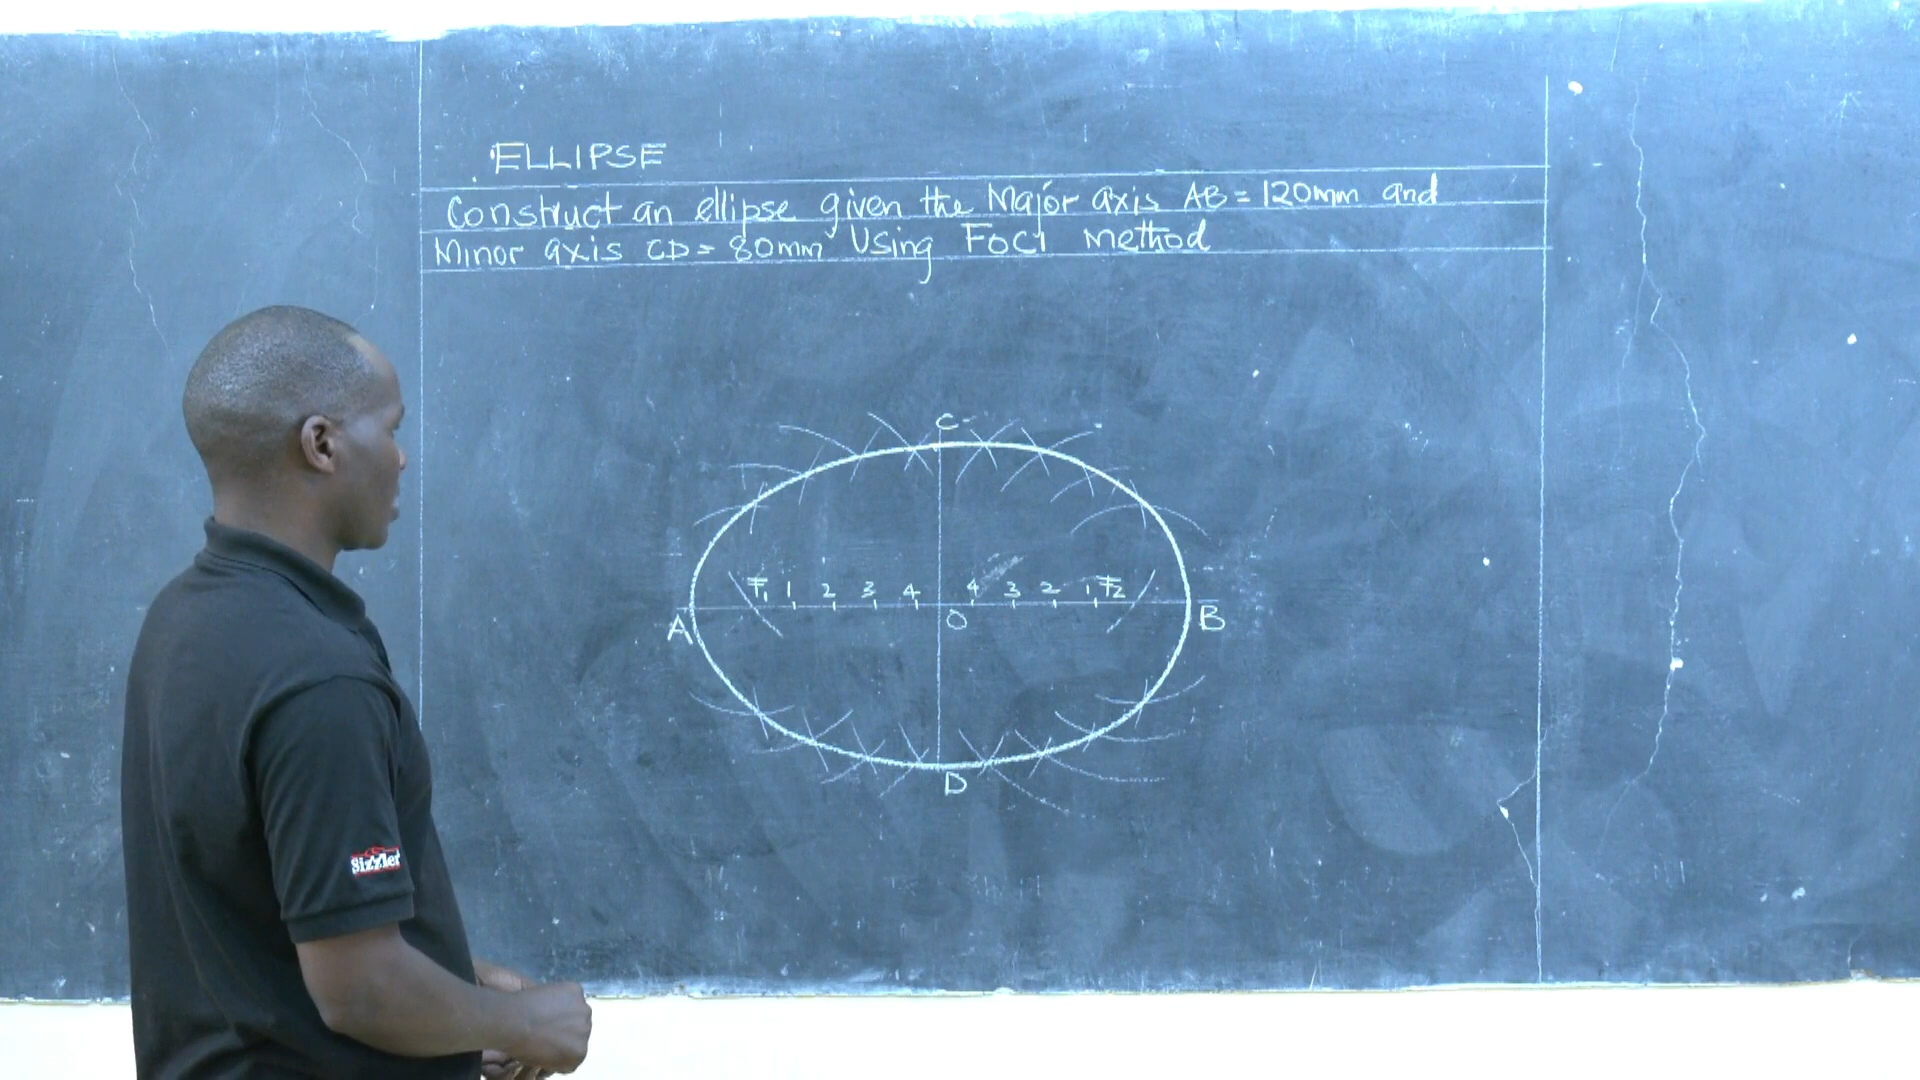 ELLIPSE
Construct an ellipse given the Major axis AB = 120mm and
Minor axis CD = 80mm Using FOCI Method
C
F1 1 2 3 4 4 3 2 1 F2
A O B
D
Sizzler